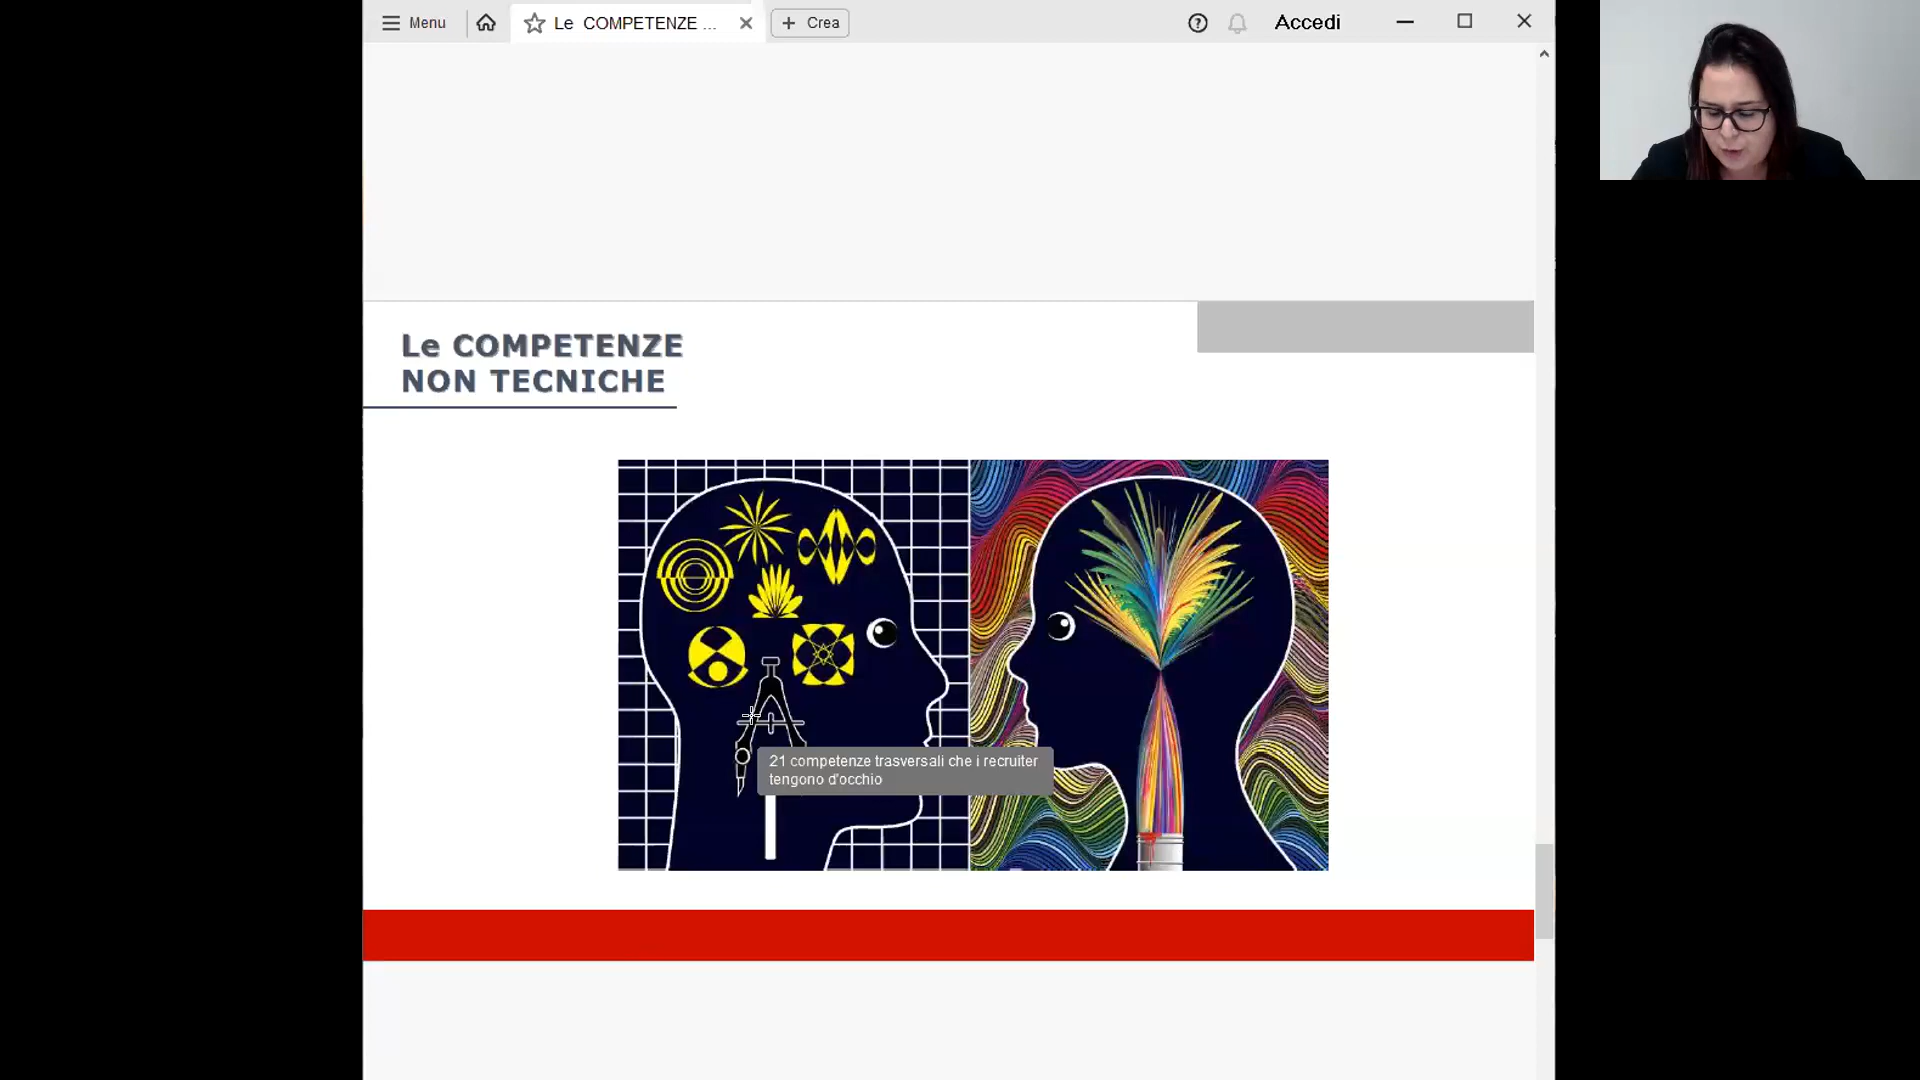 Menu
Le COMPETENZE ...
Crea
Accedi
Le COMPETENZE
NON TECNICHE
21 competenze trasversali che i recruiter
tengono d'occhio